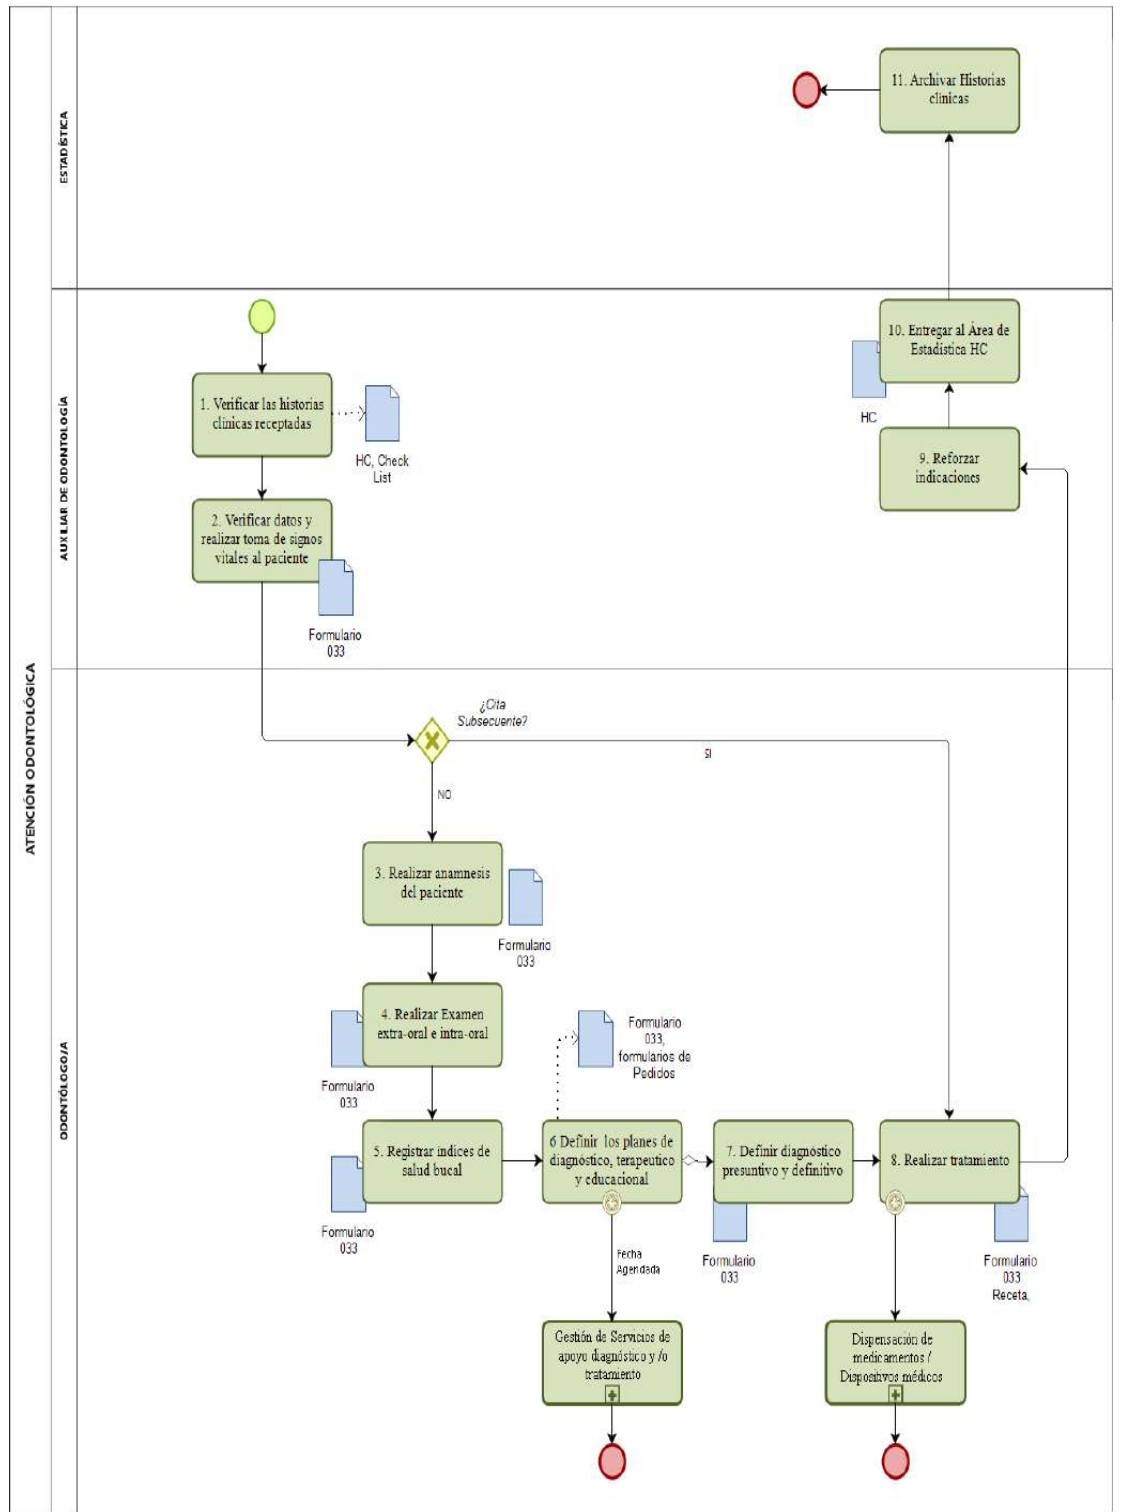 ATENCIÓN ODONTOLÓGICA
ESTADÍSTICA
11. Archivar Historias
clínicas
AUXILIAR DE ODONTOLOGÍA
10. Entregar al Área de
Estadística HC
HC
1. Verificar las historias
clínicas receptadas
HC, Check
List
9. Reforzar
indicaciones
2. Verificar datos y
realizar toma de signos
vitales al paciente
Formulario
033
ODONTÓLOGO/A
¿Cita
Subsecuente?
SI
NO
3. Realizar anamnesis
del paciente
Formulario
033
4. Realizar Examen
extra-oral e intra-oral
Formulario
033
Formulario
033,
formularios de
Pedidos
5. Registrar índices de
salud bucal
Formulario
033
6 Definir los planes de
diagnóstico, terapeutico
y educacional
7. Definir diagnóstico
presuntivo y definitivo
Formulario
033
8. Realizar tratamiento
Formulario
033
Receta,
Fecha
Agendada
Gestión de Servicios de
apoyo diagnóstico y /o
tratamiento
Dispensación de
medicamentos /
Dispositivos médicos